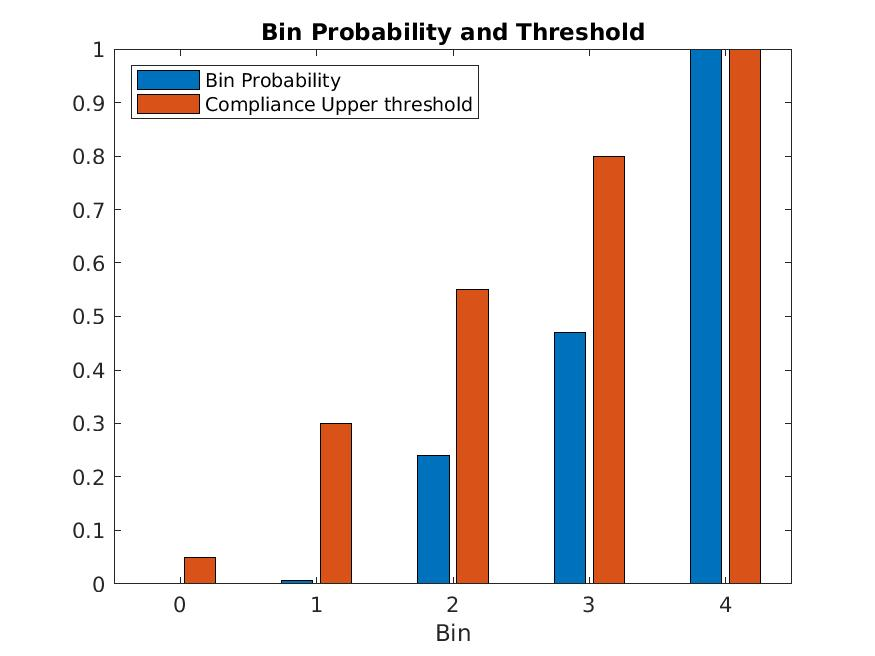 Bin Probability and Threshold
Bin Probability
Compliance Upper threshold
1
0.9
0.8
0.7
0.6
0.5
0.4
0.3
0.2
0.1
0
0 1 2 3 4
Bin